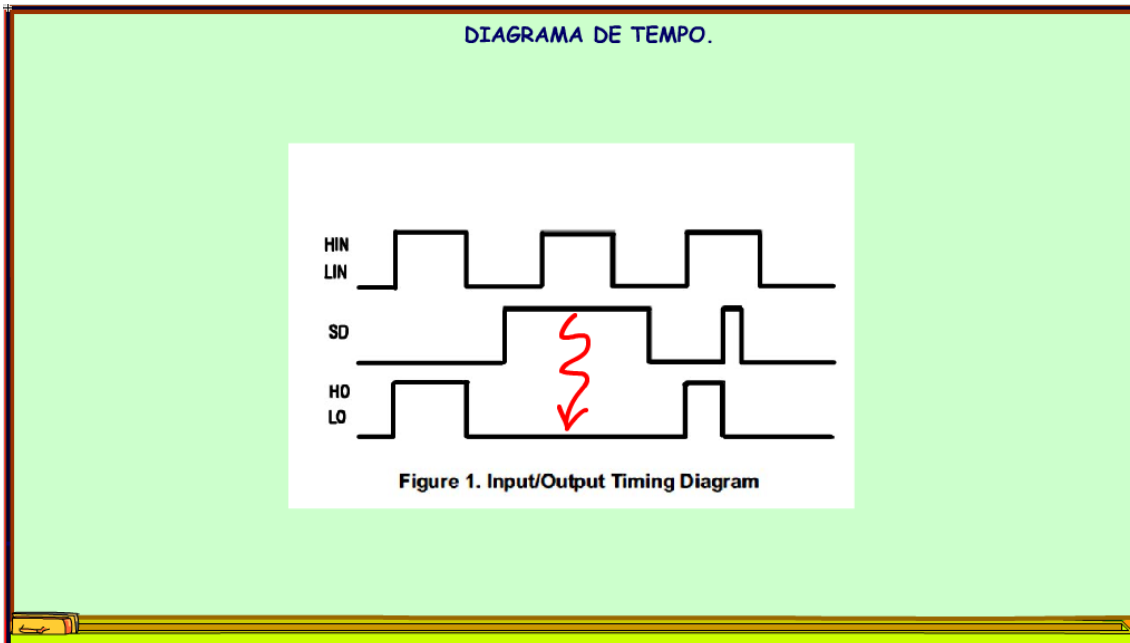 DIAGRAMA DE TEMPO.
HIN
LIN
SD
HO
LO
Figure 1. Input/Output Timing Diagram